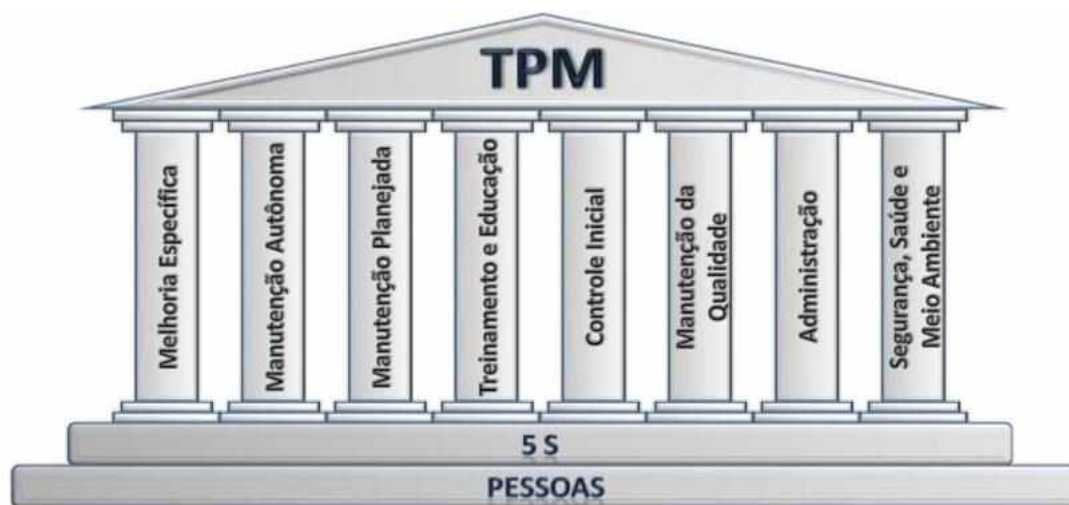 TPM
Melhoria Específica
Manutenção Autônoma
Manutenção Planejada
Treinamento e Educação
Controle Inicial
Manutenção da
Qualidade
Administração
Segurança, Saúde e
Meio Ambiente
5 S
PESSOAS